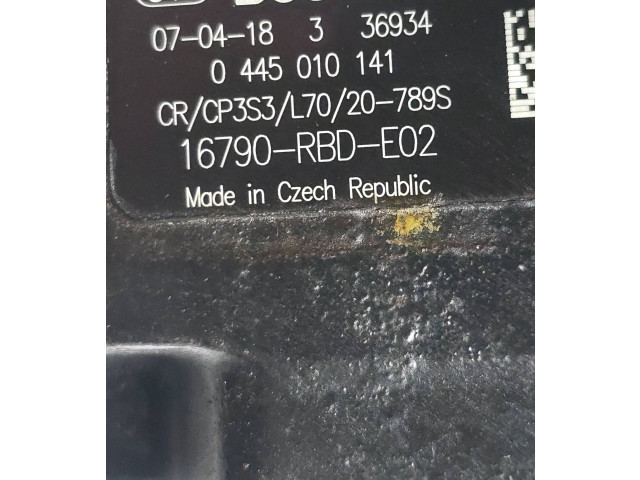 07-04-18 3 36934
0 445 010 141
CR/CP3S3/L70/20-789S
16790-RBD-E02
Made in Czech Republic